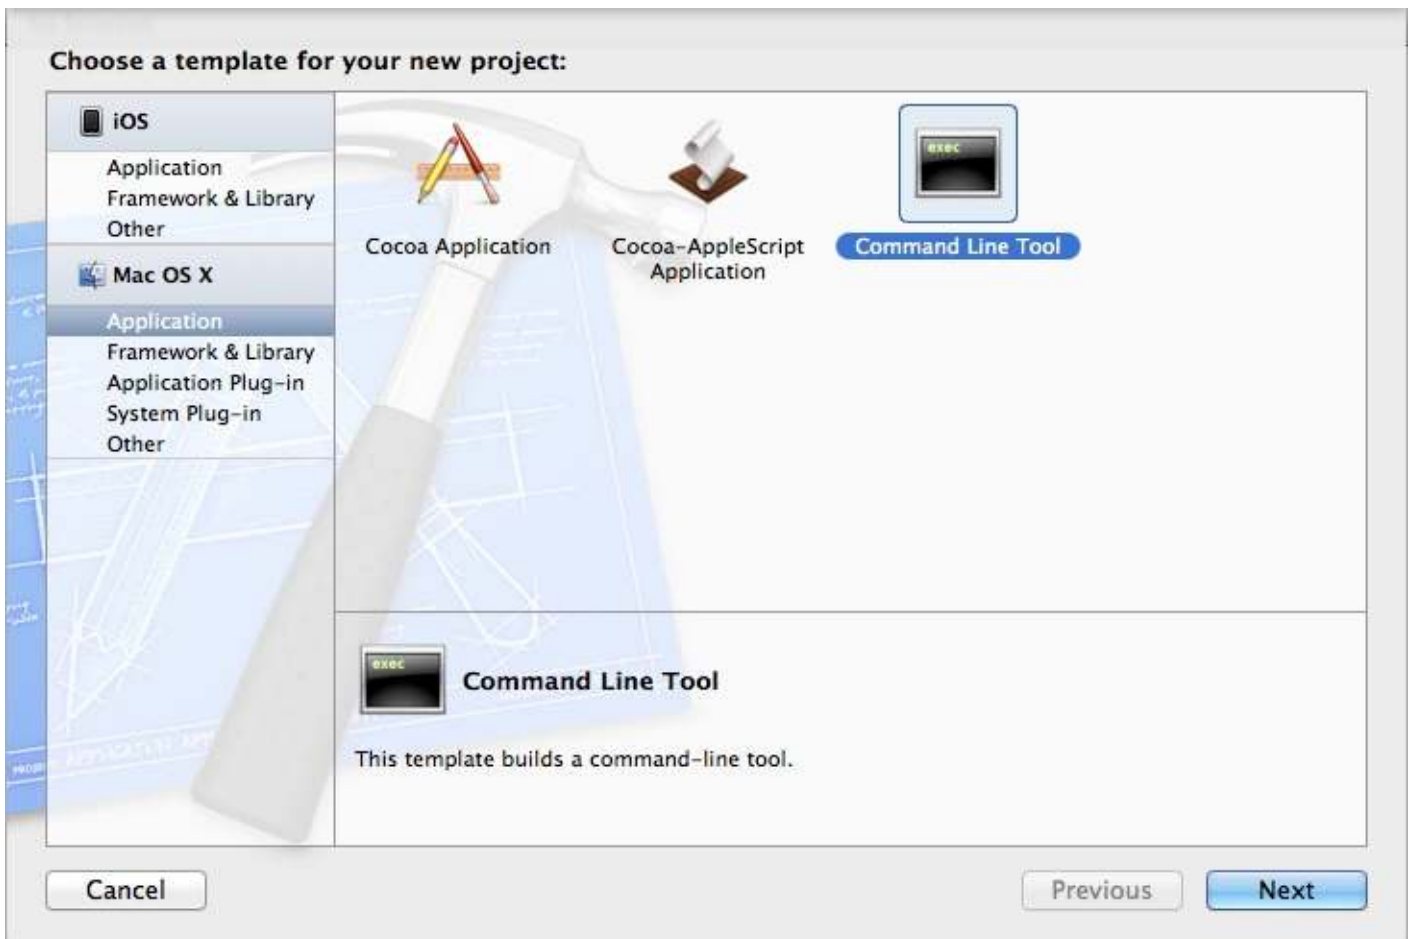 Choose a template for your new project:
iOS
Application
Framework & Library
Other
Mac OS X
Application
Framework & Library
Application Plug-in
System Plug-in
Other
exec
Cocoa Application
Cocoa-AppleScript
Application
Command Line Tool
exec
Command Line Tool
This template builds a command-line tool.
Cancel
Previous
Next